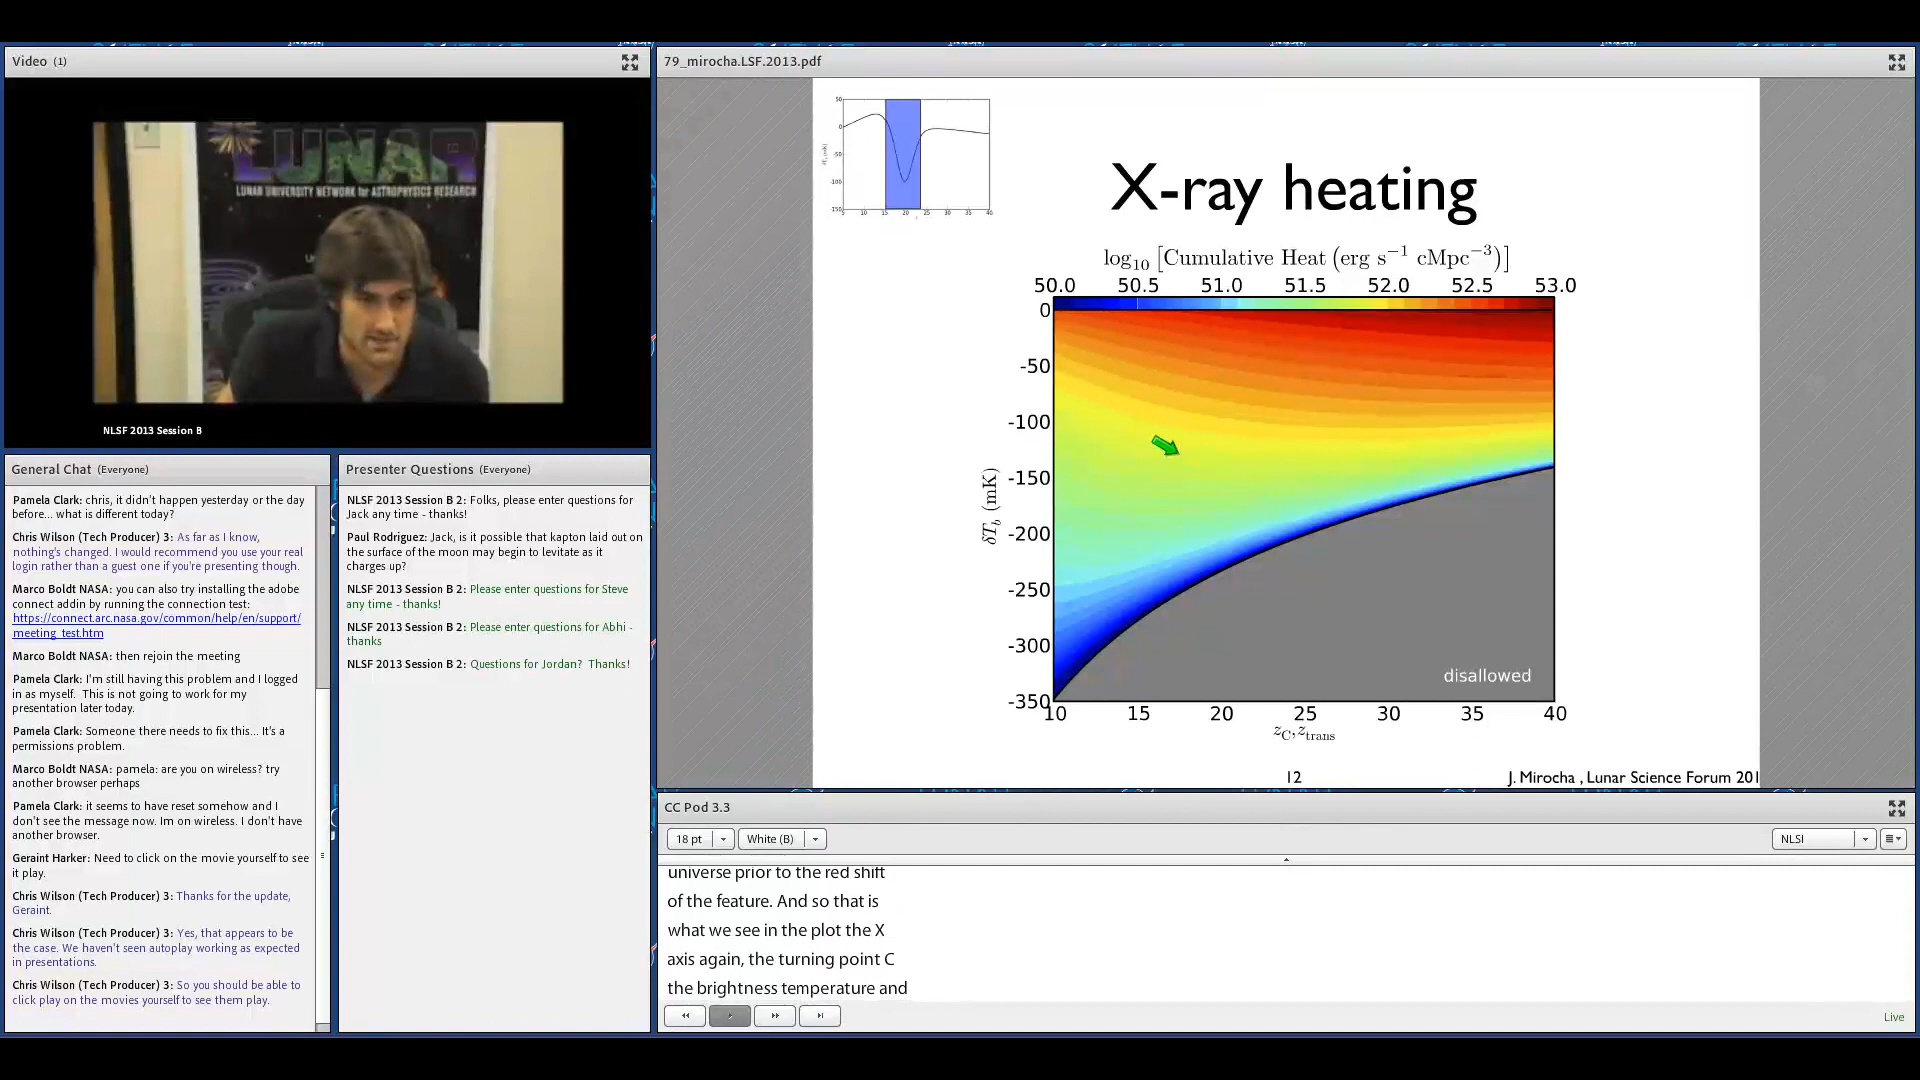 Video (1)
LUNAR
LUNAR UNIVERSITY NETWORK for ASTROPHYSICS RESEARCH
NLSF 2013 Session B
General Chat (Everyone)
Pamela Clark: chris, it didn't happen yesterday or the day
before... what is different today?
Chris Wilson (Tech Producer) 3: As far as I know,
nothing's changed. I would recommend you use your real
login rather than a guest one if you're presenting though.
Marco Boldt NASA: you can also try installing the adobe
connect addin by running the connection test:
https://connect.arc.nasa.gov/common/help/en/support/
meeting_test.htm
Marco Boldt NASA: then rejoin the meeting
Pamela Clark: I'm still having this problem and I logged
in as myself. This is not going to work for my
presentation later today.
Pamela Clark: Someone there needs to fix this... It's a
permissions problem.
Marco Boldt NASA: pamela: are you on wireless? try
another browser perhaps
Pamela Clark: it seems to have reset somehow and I
don't see the message now. Im on wireless. I don't have
another browser.
Geraint Harker: Need to click on the movie yourself to see
it play.
Chris Wilson (Tech Producer) 3: Thanks for the update,
Geraint.
Chris Wilson (Tech Producer) 3: Yes, that appears to be
the case. We haven't seen autoplay working as expected
in presentations.
Chris Wilson (Tech Producer) 3: So you should be able to
click play on the movies yourself to see them play.
Presenter Questions (Everyone)
NLSF 2013 Session B 2: Folks, please enter questions for
Jack any time - thanks!
Paul Rodriguez: Jack, is it possible that kapton laid out on
the surface of the moon may begin to levitate as it
charges up?
NLSF 2013 Session B 2: Please enter questions for Steve
any time - thanks!
NLSF 2013 Session B 2: Please enter questions for Abhi -
thanks
NLSF 2013 Session B 2: Questions for Jordan? Thanks!
79_mirocha.LSF.2013.pdf
50
0
-50
-100
-150
5 10 15 20 25 30 35 40
X-ray heating
log₁₀ [Cumulative Heat (erg s⁻¹ cMpc⁻³)]
50.0 50.5 51.0 51.5 52.0 52.5 53.0
0
-50
-100
-150
-200
-250
-300
-350
δT_b (mK)
disallowed
10 15 20 25 30 35 40
z_C, z_trans
12
J. Mirocha , Lunar Science Forum 201
CC Pod 3.3
18 pt
White (B)
NLSI
universe prior to the red shift
of the feature. And so that is
what we see in the plot the X
axis again, the turning point C
the brightness temperature and
Live